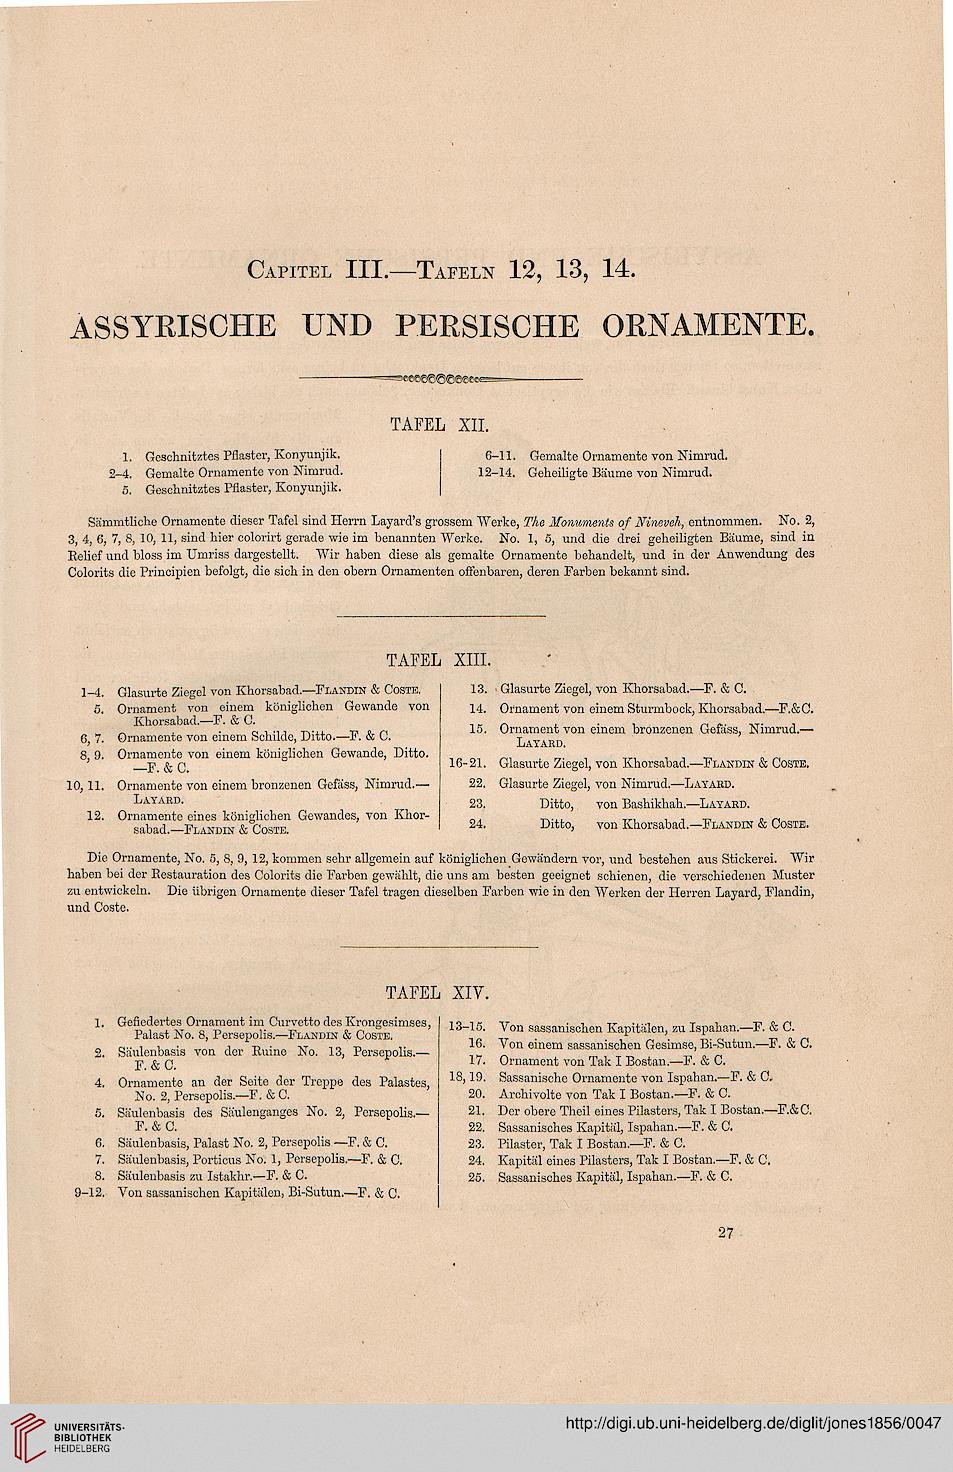 Capitel III.—Tafeln 12, 13, 14.
ASSYRISCHE UND PERSISCHE ORNAMENTE.
TAFEL XII.
1. Geschnitztes Pflaster, Konyunjik.
2–4. Gemalte Ornamente von Nimrud.
5. Geschnitztes Pflaster, Konyunjik.
6–11. Gemalte Ornamente von Nimrud.
12–14. Geheiligte Bäume von Nimrud.
Sämmtliche Ornamente dieser Tafel sind Herrn Layard's grossem Werke, The Monuments of Nineveh, entnommen. No. 2,
3, 4, 6, 7, 8, 10, 11, sind hier colorirt gerade wie im benannten Werke. No. 1, 5, und die drei geheiligten Bäume, sind in
Relief und bloss im Umriss dargestellt. Wir haben diese als gemalte Ornamente behandelt, und in der Anwendung des
Colorits die Principien befolgt, die sich in den obern Ornamenten offenbaren, deren Farben bekannt sind.
TAFEL XIII.
1–4. Glasurte Ziegel von Khorsabad.—Flandin & Coste.
5. Ornament von einem königlichen Gewande von
Khorsabad.—F. & C.
6, 7. Ornamente von einem Schilde, Ditto.—F. & C.
8, 9. Ornamente von einem königlichen Gewande, Ditto.
—F. & C.
10, 11. Ornamente von einem bronzenen Gefäss, Nimrud.—
Layard.
12. Ornamente eines königlichen Gewandes, von Khor-
sabad.—Flandin & Coste.
13. Glasurte Ziegel, von Khorsabad.—F. & C.
14. Ornament von einem Sturmbock, Khorsabad.—F.&C.
15. Ornament von einem bronzenen Gefäss, Nimrud.—
Layard.
16–21. Glasurte Ziegel, von Khorsabad.—Flandin & Coste.
22. Glasurte Ziegel, von Nimrud.—Layard.
23. Ditto, von Bashikhah.—Layard.
24. Ditto, von Khorsabad.—Flandin & Coste.
Die Ornamente, No. 5, 8, 9, 12, kommen sehr allgemein auf königlichen Gewändern vor, und bestehen aus Stickerei. Wir
haben bei der Restauration des Colorits die Farben gewählt, die uns am besten geeignet schienen, die verschiedenen Muster
zu entwickeln. Die übrigen Ornamente dieser Tafel tragen dieselben Farben wie in den Werken der Herren Layard, Flandin,
und Coste.
TAFEL XIV.
1. Gefiedertes Ornament im Curvetto des Krongesimses,
Palast No. 8, Persepolis.—Flandin & Coste.
2. Säulenbasis von der Ruine No. 13, Persepolis.—
F. & C.
4. Ornamente an der Seite der Treppe des Palastes,
No. 2, Persepolis.—F. & C.
5. Säulenbasis des Säulenganges No. 2, Persepolis.—
F. & C.
6. Säulenbasis, Palast No. 2, Persepolis —F. & C.
7. Säulenbasis, Porticus No. 1, Persepolis.—F. & C.
8. Säulenbasis zu Istakhr.—F. & C.
9–12. Von sassanischen Kapitälen, Bi-Sutun.—F. & C.
13–15. Von sassanischen Kapitälen, zu Ispahan.—F. & C.
16. Von einem sassanischen Gesimse, Bi-Sutun.—F. & C.
17. Ornament von Tak I Bostan.—F. & C.
18, 19. Sassanische Ornamente von Ispahan.—F. & C.
20. Archivolte von Tak I Bostan.—F. & C.
21. Der obere Theil eines Pilasters, Tak I Bostan.—F.&C.
22. Sassanisches Kapitäl, Ispahan.—F. & C.
23. Pilaster, Tak I Bostan.—F. & C.
24. Kapitäl eines Pilasters, Tak I Bostan.—F. & C.
25. Sassanisches Kapitäl, Ispahan.—F. & C.
27
UNIVERSITÄTS-
BIBLIOTHEK
HEIDELBERG
http://digi.ub.uni-heidelberg.de/diglit/jones1856/0047